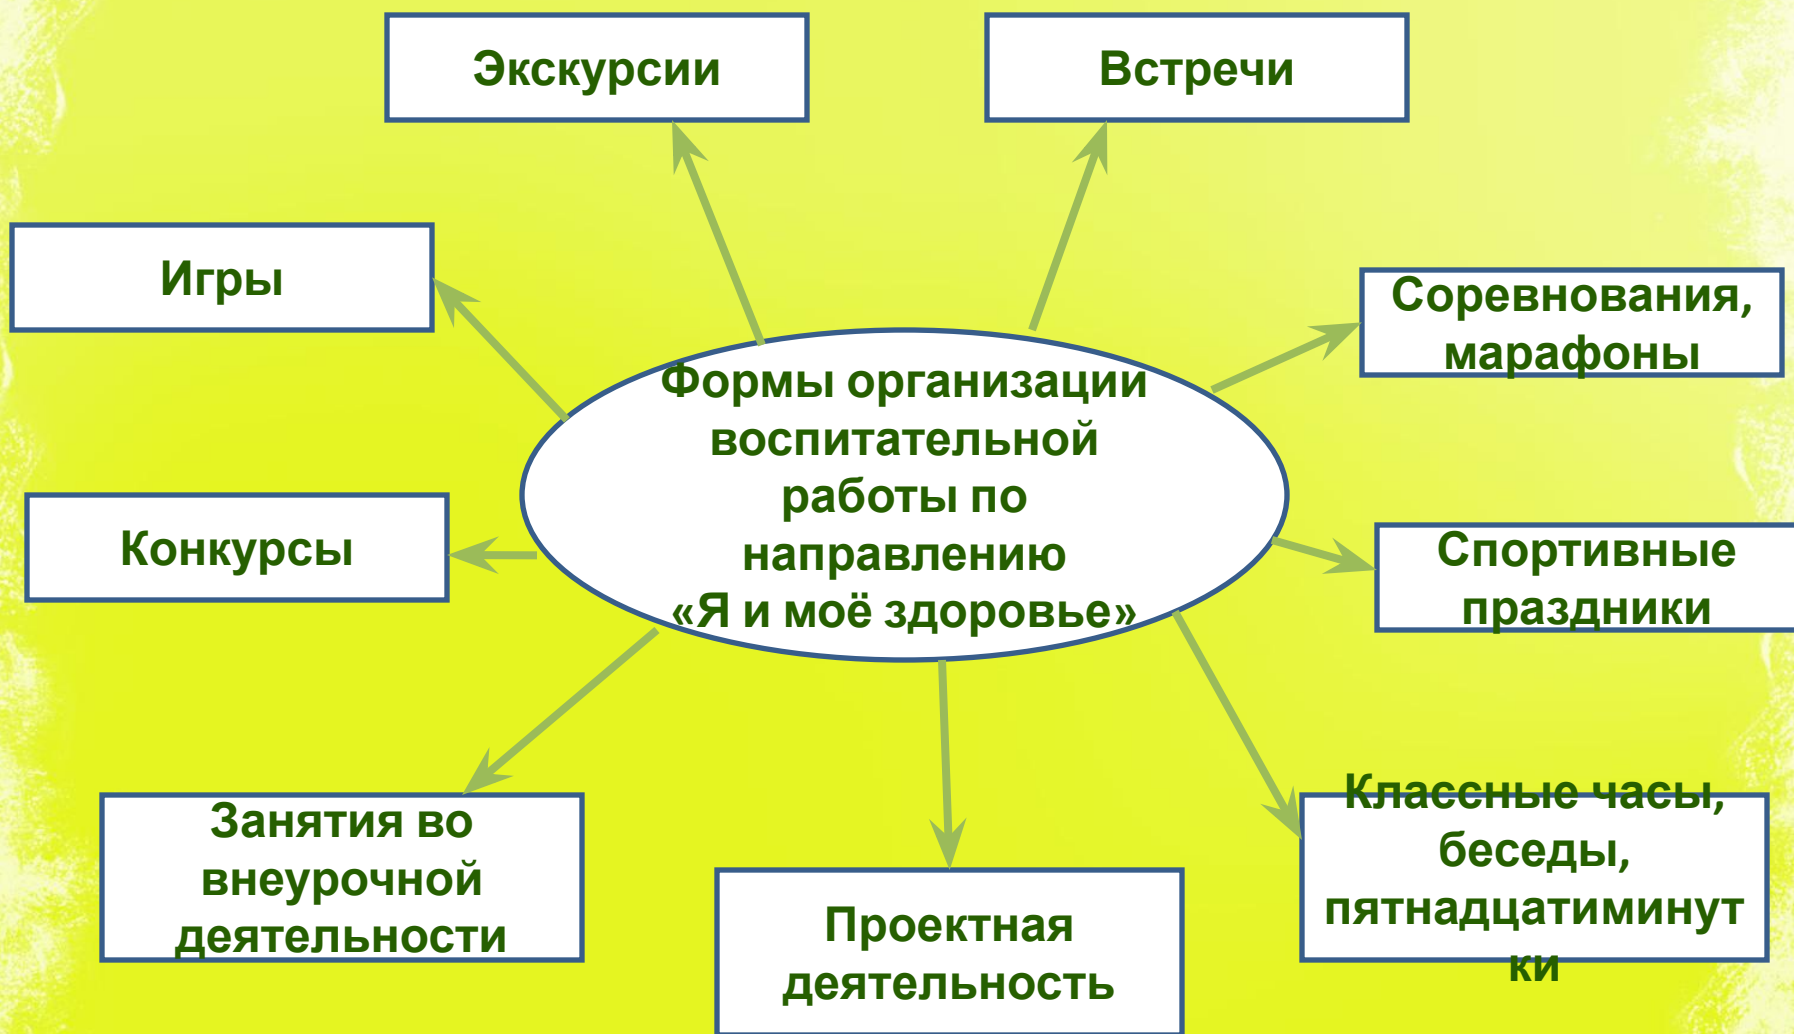 Экскурсии
Встречи
Игры
Соревнования,
марафоны
Формы организации
воспитательной
работы по
направлению
«Я и моё здоровье»
Конкурсы
Спортивные
праздники
Занятия во
внеурочной
деятельности
Проектная
деятельность
Классные часы,
беседы,
пятнадцатиминут
ки